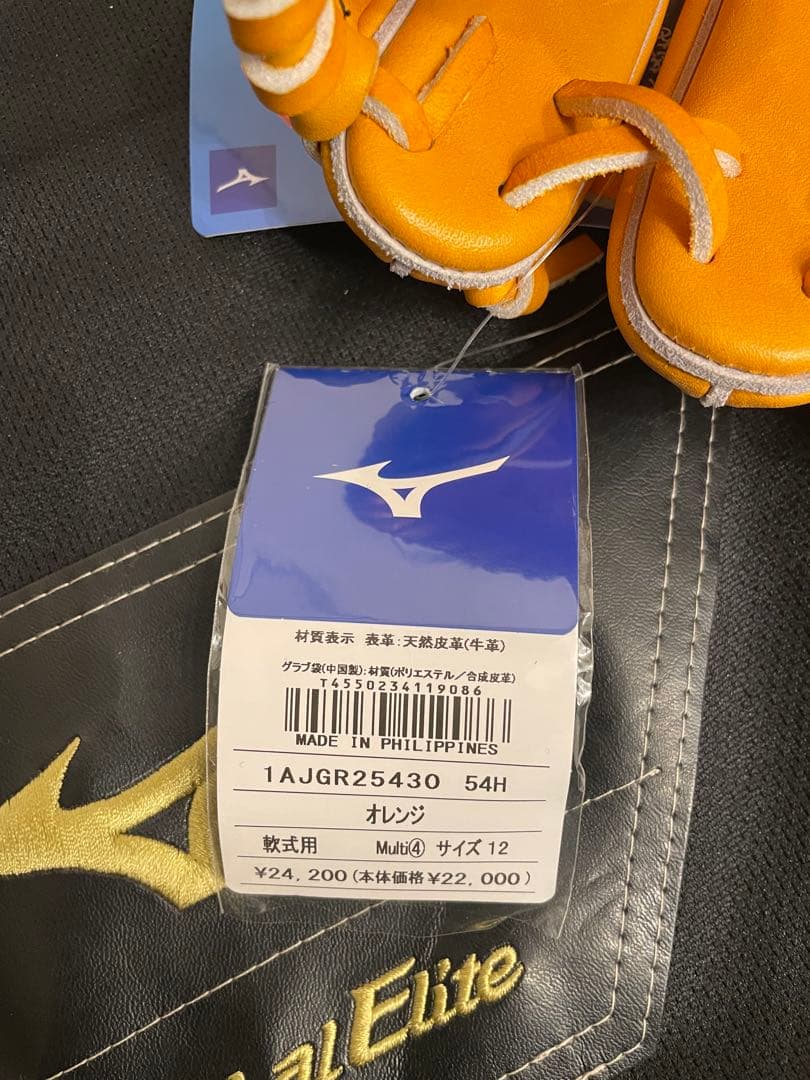 材質表示 表革:天然皮革(牛革)
グラブ袋(中国製):材質(ポリエステル/合成皮革)
T4550234119086
MADE IN PHILIPPINES
1AJGR25430 54H
オレンジ
軟式用 Multi④ サイズ 12
¥24,200(本体価格¥22,000)
Elite